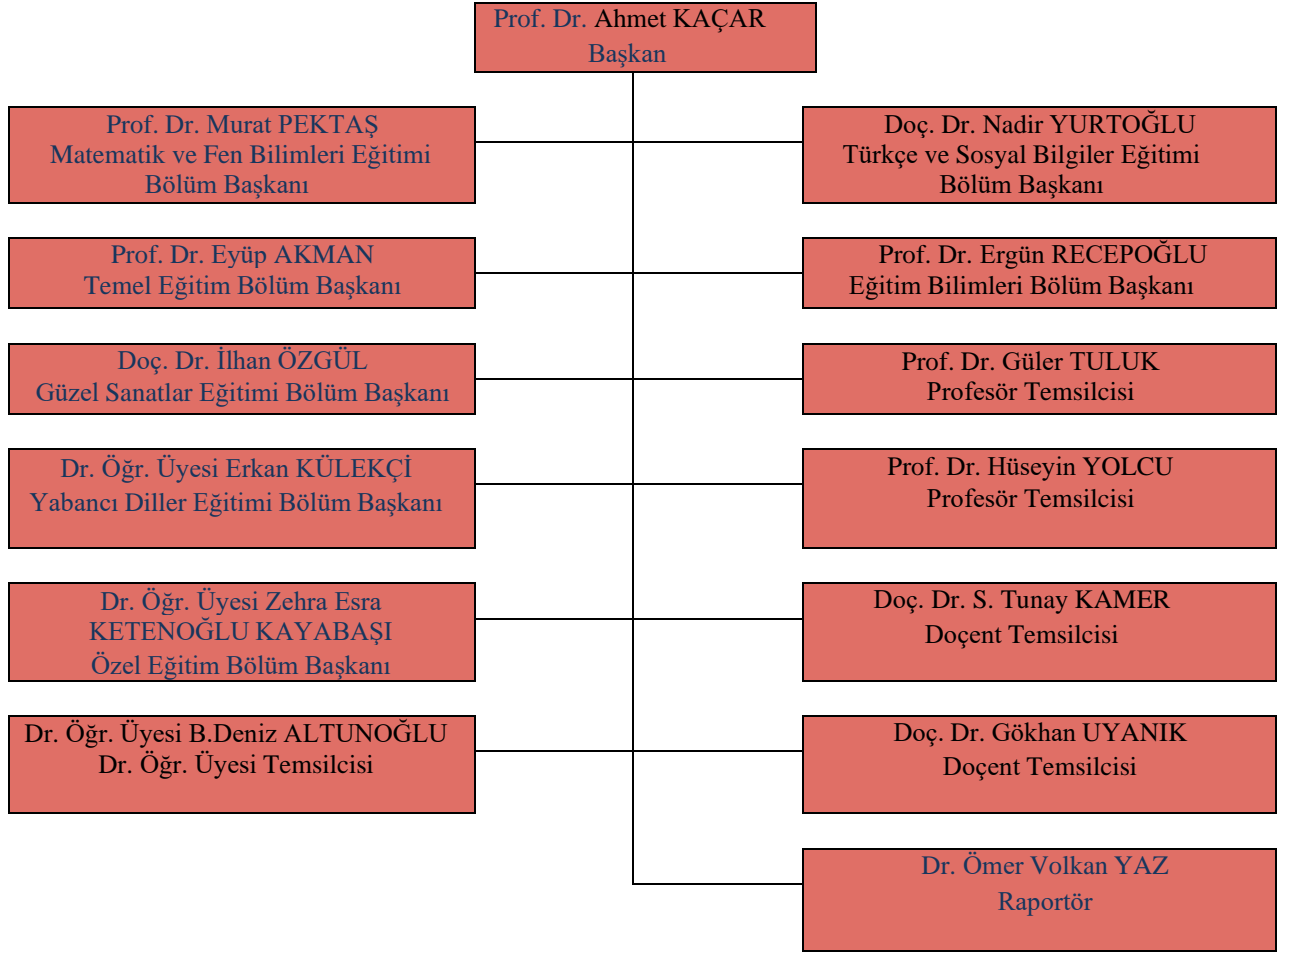 Prof. Dr. Ahmet KAÇAR
Başkan
Prof. Dr. Murat PEKTAŞ
Matematik ve Fen Bilimleri Eğitimi
Bölüm Başkanı
Doç. Dr. Nadir YURTOĞLU
Türkçe ve Sosyal Bilgiler Eğitimi
Bölüm Başkanı
Prof. Dr. Eyüp AKMAN
Temel Eğitim Bölüm Başkanı
Prof. Dr. Ergün RECEPOĞLU
Eğitim Bilimleri Bölüm Başkanı
Doç. Dr. İlhan ÖZGÜL
Güzel Sanatlar Eğitimi Bölüm Başkanı
Prof. Dr. Güler TULUK
Profesör Temsilcisi
Dr. Öğr. Üyesi Erkan KÜLEKÇİ
Yabancı Diller Eğitimi Bölüm Başkanı
Prof. Dr. Hüseyin YOLCU
Profesör Temsilcisi
Dr. Öğr. Üyesi Zehra Esra
KETENOĞLU KAYABAŞI
Özel Eğitim Bölüm Başkanı
Doç. Dr. S. Tunay KAMER
Doçent Temsilcisi
Dr. Öğr. Üyesi B.Deniz ALTUNOĞLU
Dr. Öğr. Üyesi Temsilcisi
Doç. Dr. Gökhan UYANIK
Doçent Temsilcisi
Dr. Ömer Volkan YAZ
Raportör